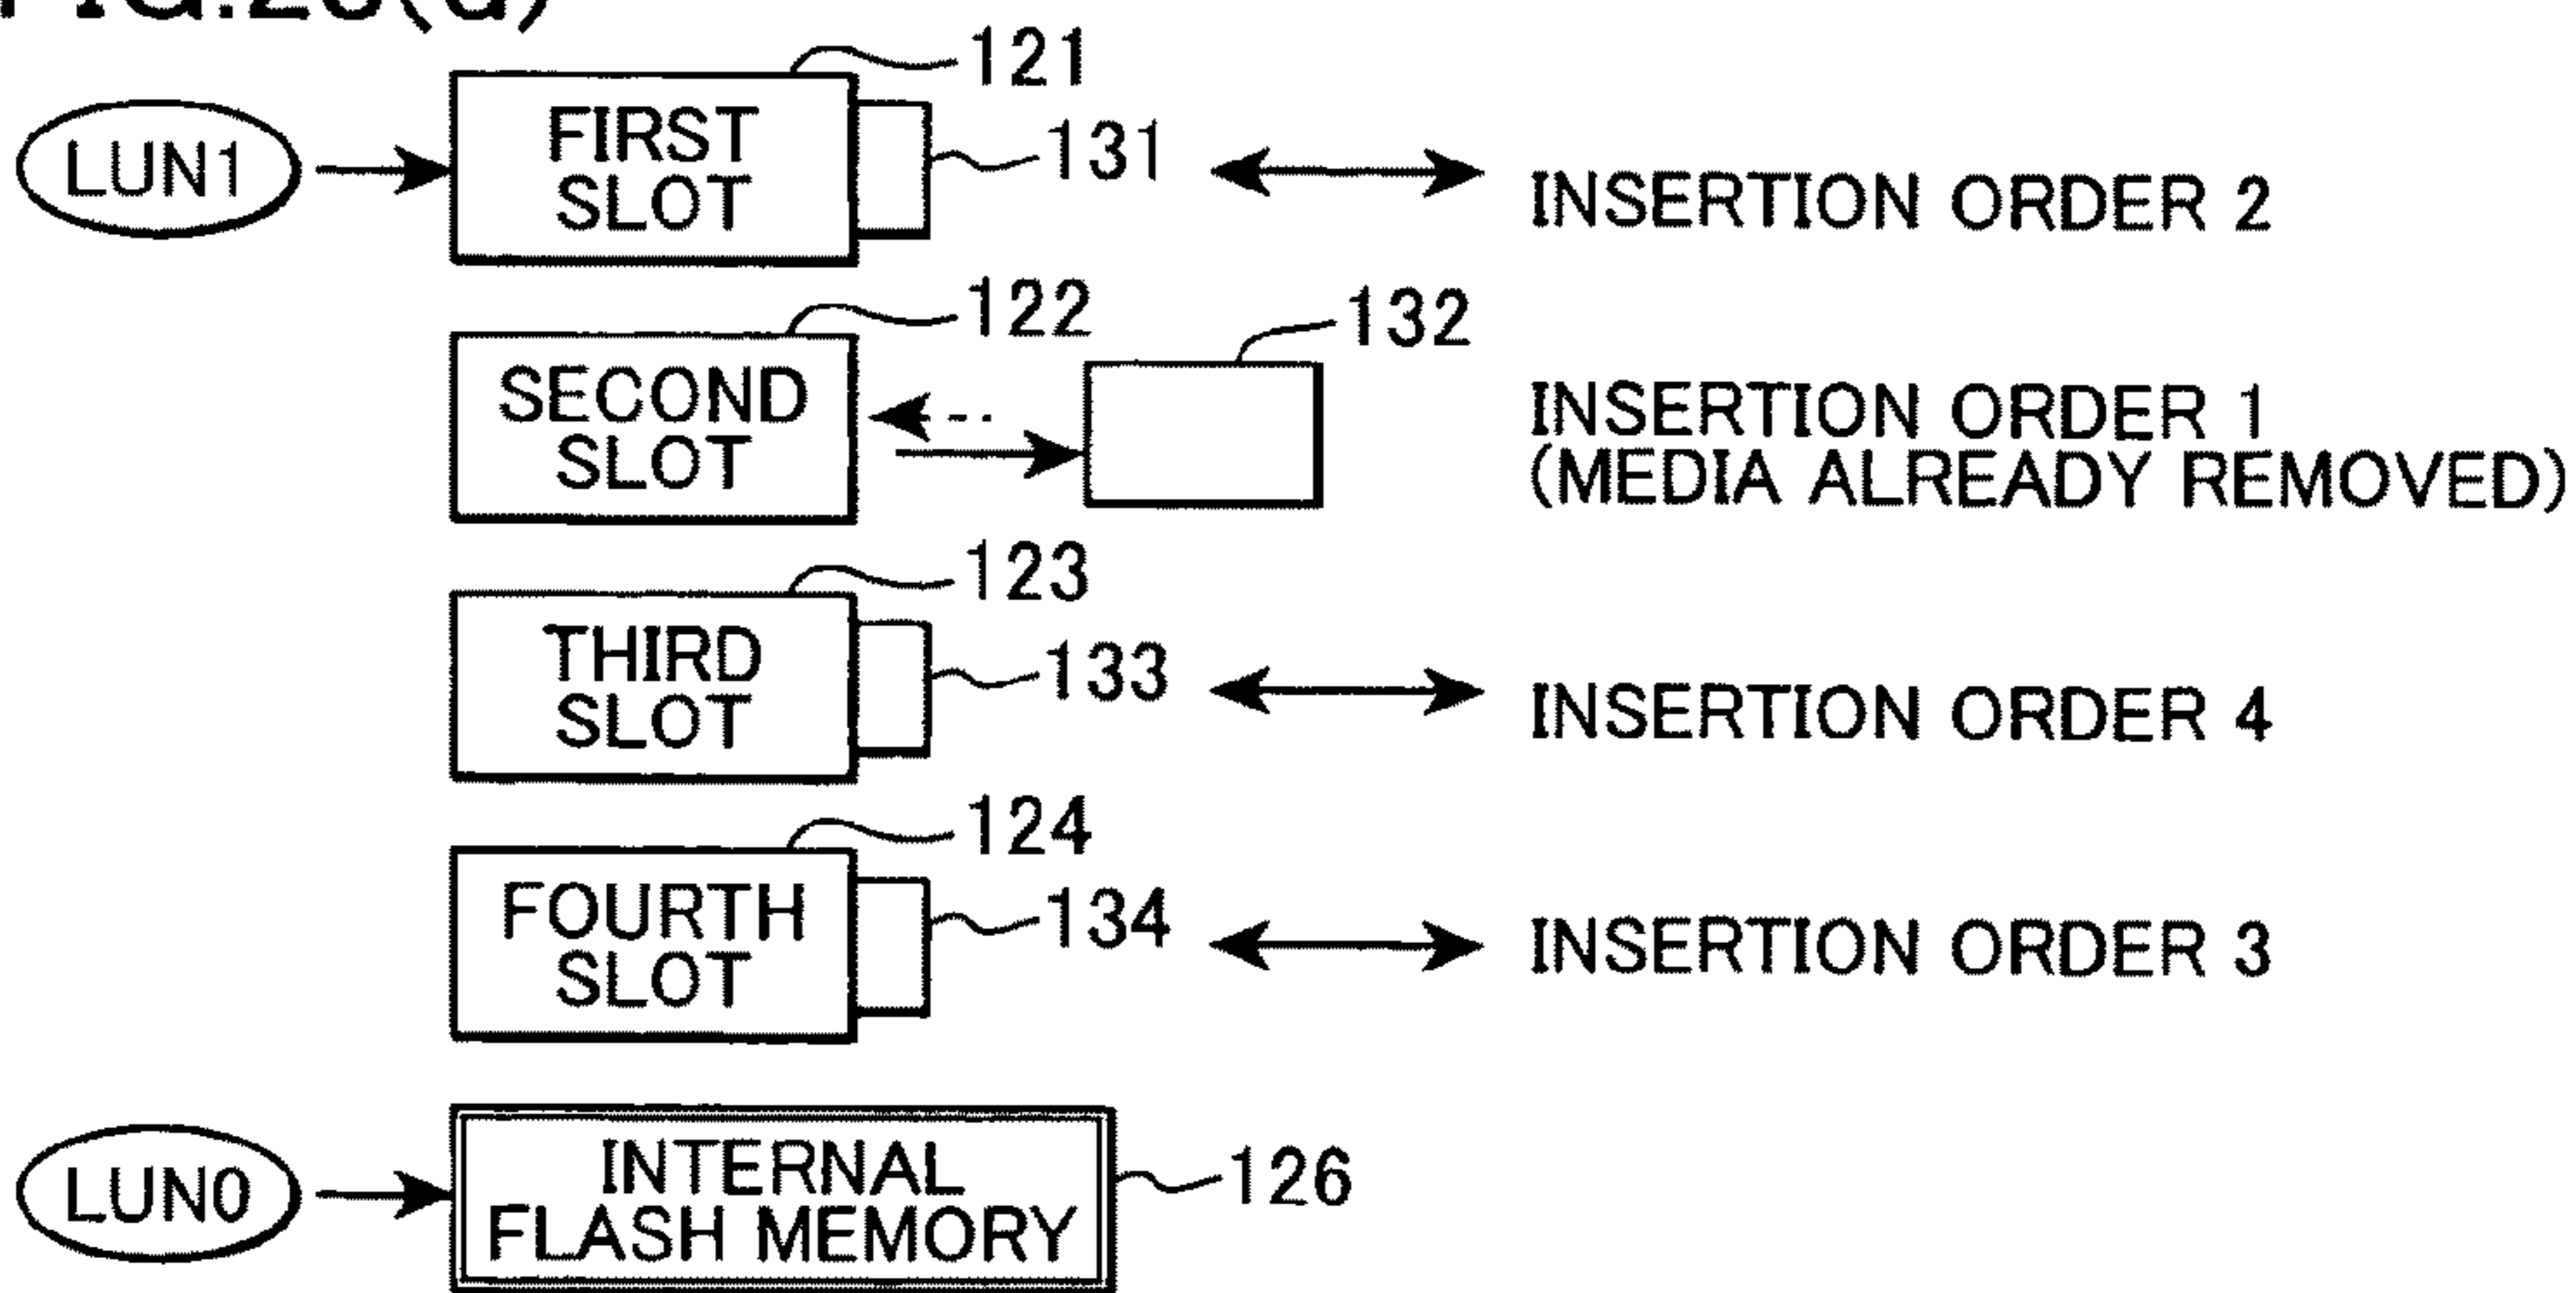 121
LUN1
FIRST
SLOT
131
INSERTION ORDER 2
122
SECOND
SLOT
132
INSERTION ORDER 1
(MEDIA ALREADY REMOVED)
123
THIRD
SLOT
133
INSERTION ORDER 4
124
FOURTH
SLOT
134
INSERTION ORDER 3
LUN0
INTERNAL
FLASH MEMORY
126